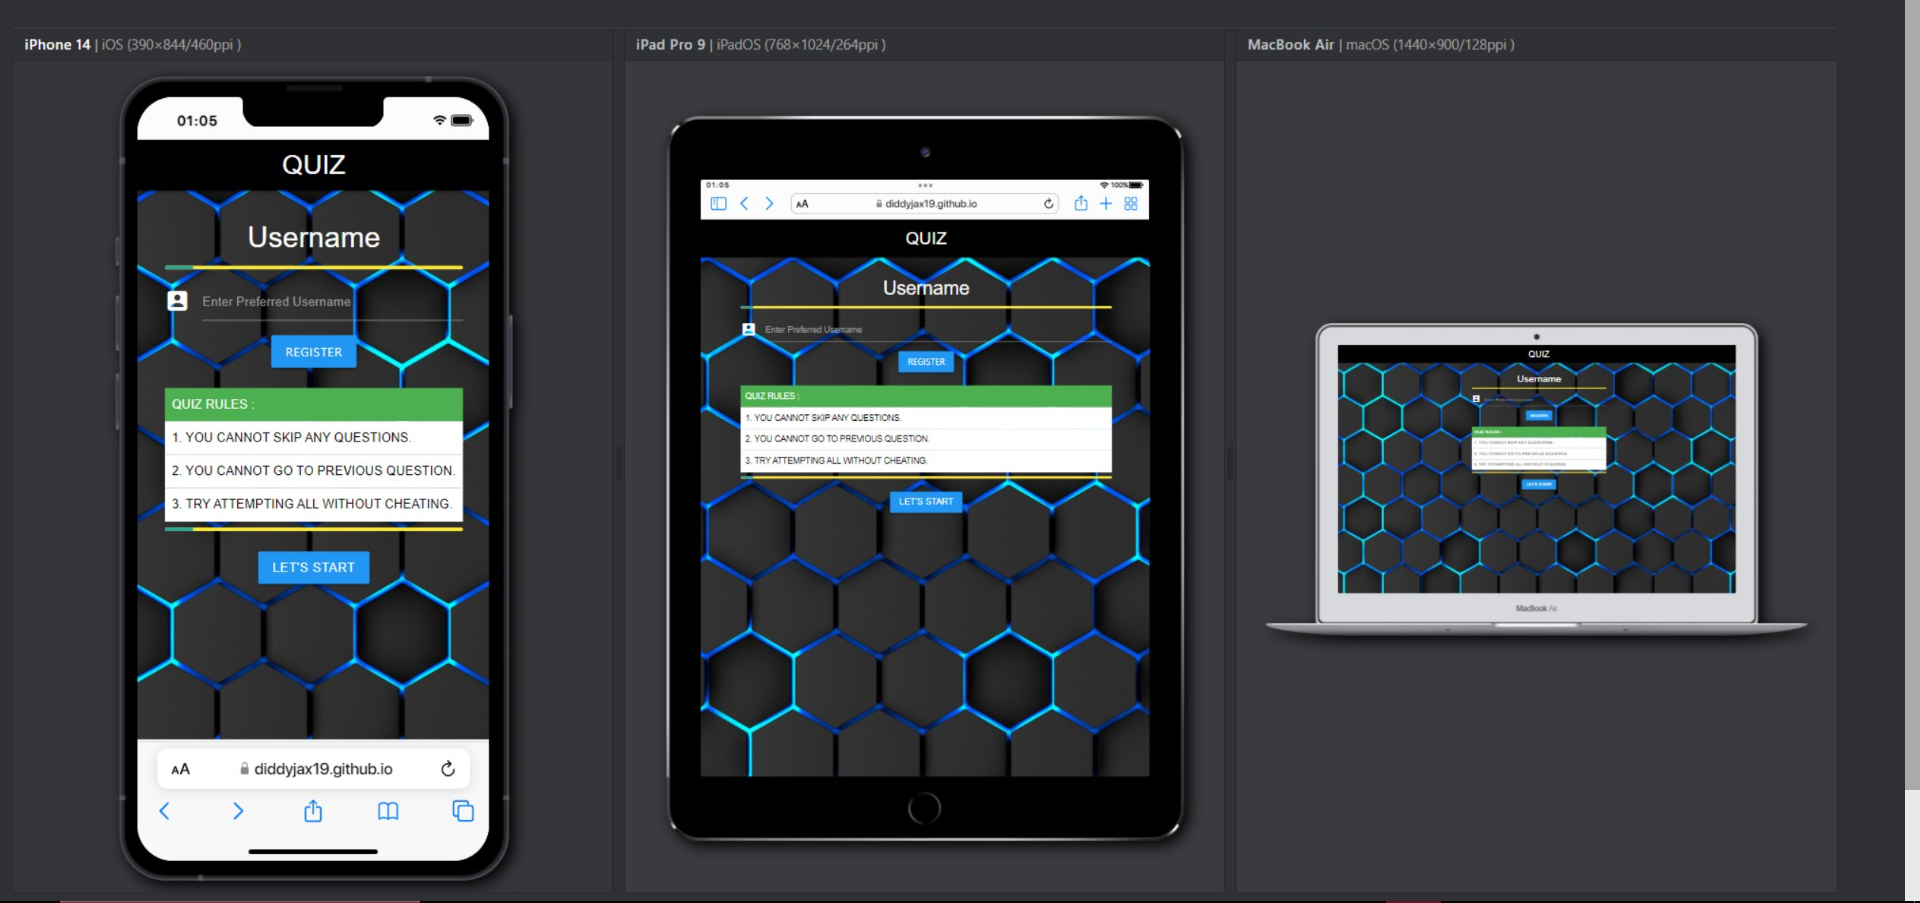 iPhone 14 | iOS (390×844/460ppi )
01:05
QUIZ
Username
Enter Preferred Username
REGISTER
QUIZ RULES :
1. YOU CANNOT SKIP ANY QUESTIONS.
2. YOU CANNOT GO TO PREVIOUS QUESTION.
3. TRY ATTEMPTING ALL WITHOUT CHEATING.
LET'S START
AA diddyjax19.github.io
iPad Pro 9 | iPadOS (768×1024/264ppi )
01:05 100%
AA diddyjax19.github.io
QUIZ
Username
Enter Preferred Username
REGISTER
QUIZ RULES :
1. YOU CANNOT SKIP ANY QUESTIONS.
2. YOU CANNOT GO TO PREVIOUS QUESTION.
3. TRY ATTEMPTING ALL WITHOUT CHEATING.
LET'S START
MacBook Air | macOS (1440×900/128ppi )
QUIZ
Username
Enter Preferred Username
REGISTER
QUIZ RULES :
1. YOU CANNOT SKIP ANY QUESTIONS.
2. YOU CANNOT GO TO PREVIOUS QUESTION.
3. TRY ATTEMPTING ALL WITHOUT CHEATING.
LET'S START
MacBook Air